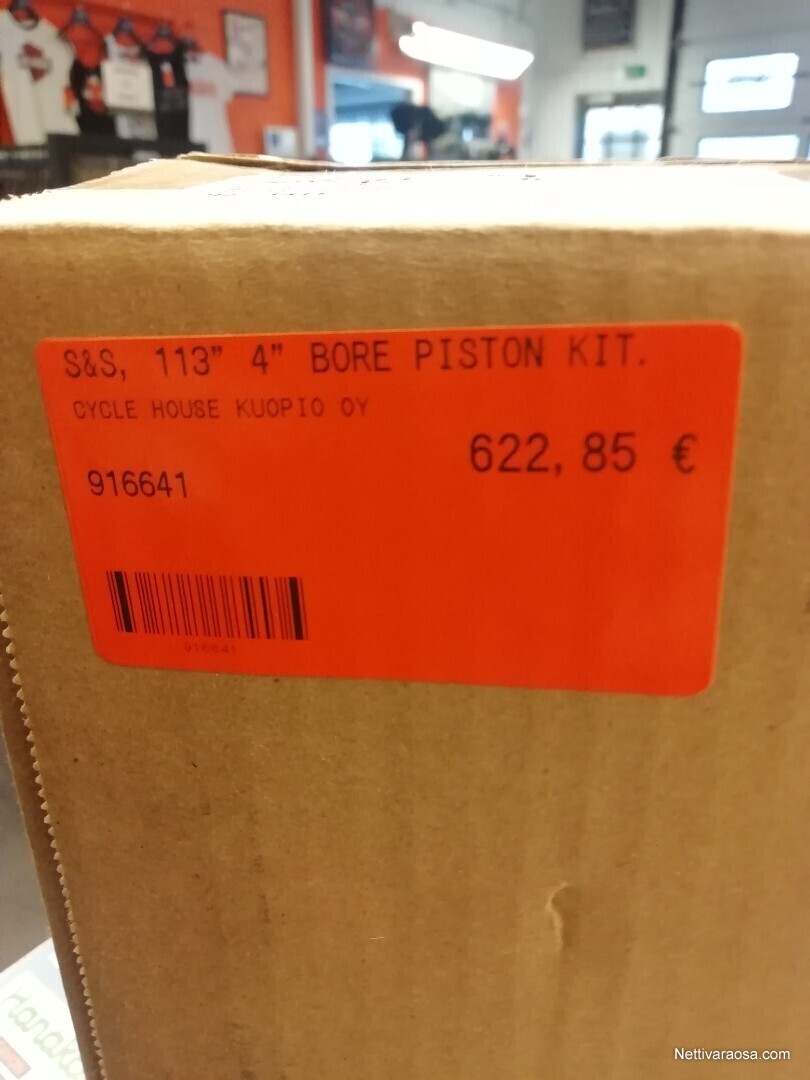 S&S, 113" 4" BORE PISTON KIT.
CYCLE HOUSE KUOPIO OY
622,85 €
916641
916641
Nettivaraosa.com